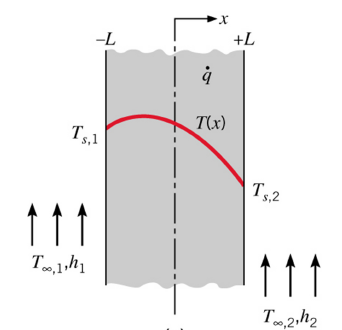 x
−L
+L
q̇
T(x)
Tₛ,₁
Tₛ,₂
T∞,₁,h₁
T∞,₂,h₂